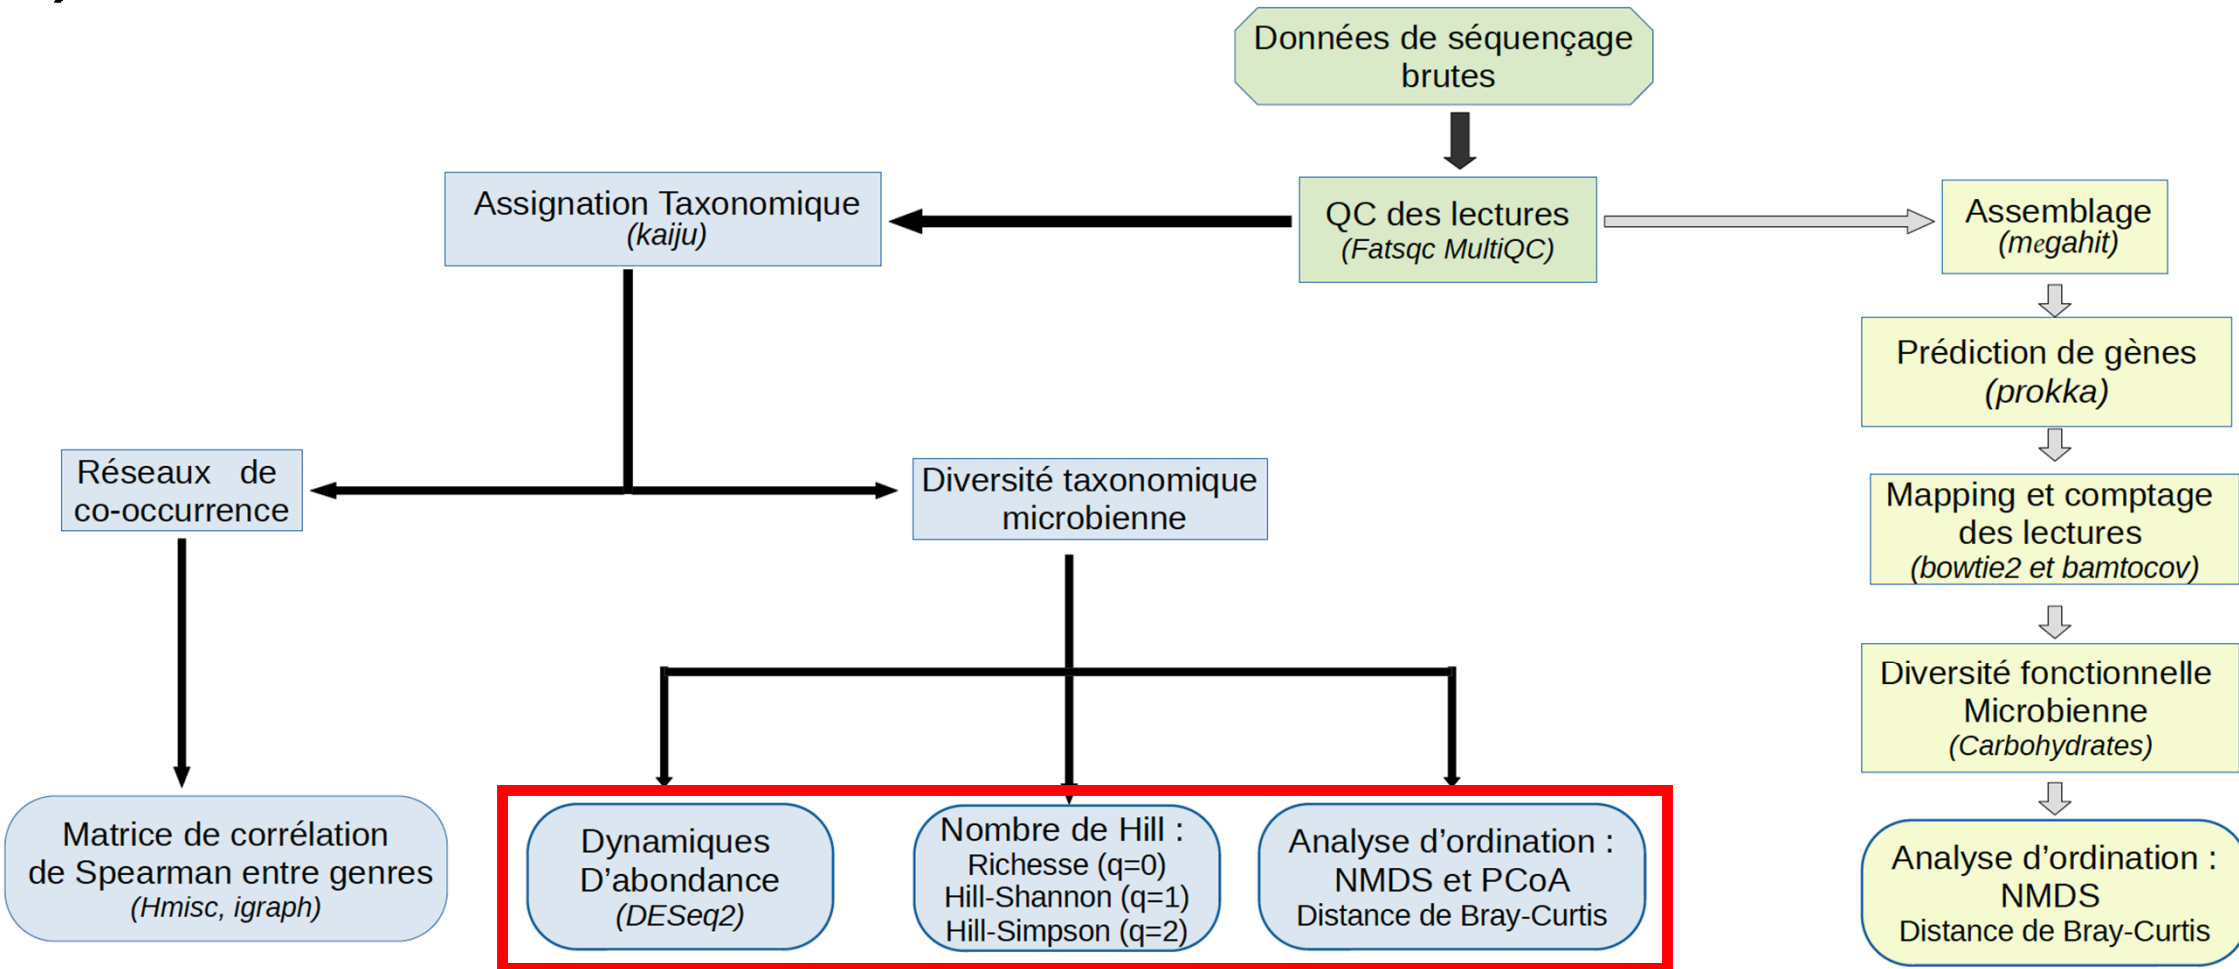 Données de séquençage
brutes
Assignation Taxonomique
(kaiju)
QC des lectures
(Fatsqc MultiQC)
Assemblage
(megahit)
Prédiction de gènes
(prokka)
Réseaux de
co-occurrence
Diversité taxonomique
microbienne
Mapping et comptage
des lectures
(bowtie2 et bamtocov)
Diversité fonctionnelle
Microbienne
(Carbohydrates)
Matrice de corrélation
de Spearman entre genres
(Hmisc, igraph)
Dynamiques
D’abondance
(DESeq2)
Nombre de Hill :
Richesse (q=0)
Hill-Shannon (q=1)
Hill-Simpson (q=2)
Analyse d’ordination :
NMDS et PCoA
Distance de Bray-Curtis
Analyse d’ordination :
NMDS
Distance de Bray-Curtis